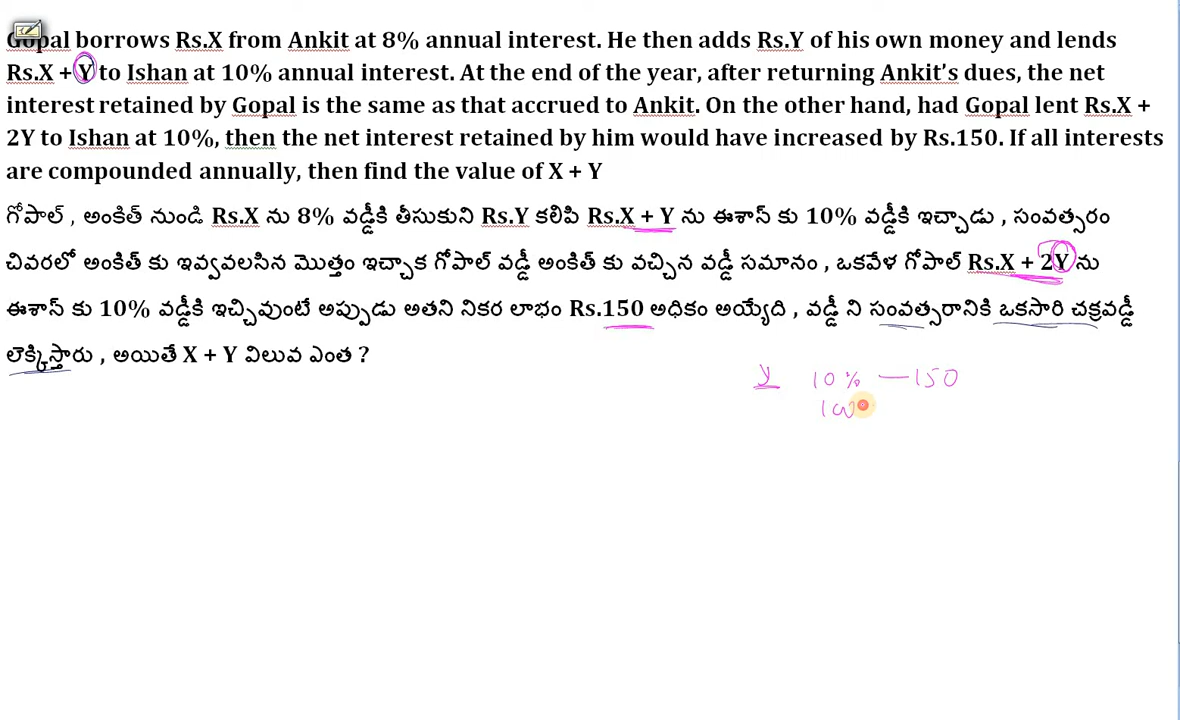 Gopal borrows Rs.X from Ankit at 8% annual interest. He then adds Rs.Y of his own money and lends
Rs.X + Y to Ishan at 10% annual interest. At the end of the year, after returning Ankit’s dues, the net
interest retained by Gopal is the same as that accrued to Ankit. On the other hand, had Gopal lent Rs.X +
2Y to Ishan at 10%, then the net interest retained by him would have increased by Rs.150. If all interests
are compounded annually, then find the value of X + Y
గోపాల్ , అంకిత్ నుండి Rs.X ను 8% వడ్డీకి తీసుకుని Rs.Y కలిపి Rs.X + Y ను ఈశాన్ కు 10% వడ్డీకి ఇచ్చాడు , సంవత్సరం
చివరలో అంకిత్ కు ఇవ్వవలసిన మొత్తం ఇచ్చాక గోపాల్ వడ్డీ అంకిత్ కు వచ్చిన వడ్డీ సమానం , ఒకవేళ గోపాల్ Rs.X + 2Y ను
ఈశాన్ కు 10% వడ్డీకి ఇచ్చివుంటే అప్పుడు అతని నికర లాభం Rs.150 అధికం అయ్యేది , వడ్డీ ని సంవత్సరానికి ఒకసారి చక్రవడ్డీ
లెక్కిస్తారు , అయితే X + Y విలువ ఎంత ?
y 10% — 150